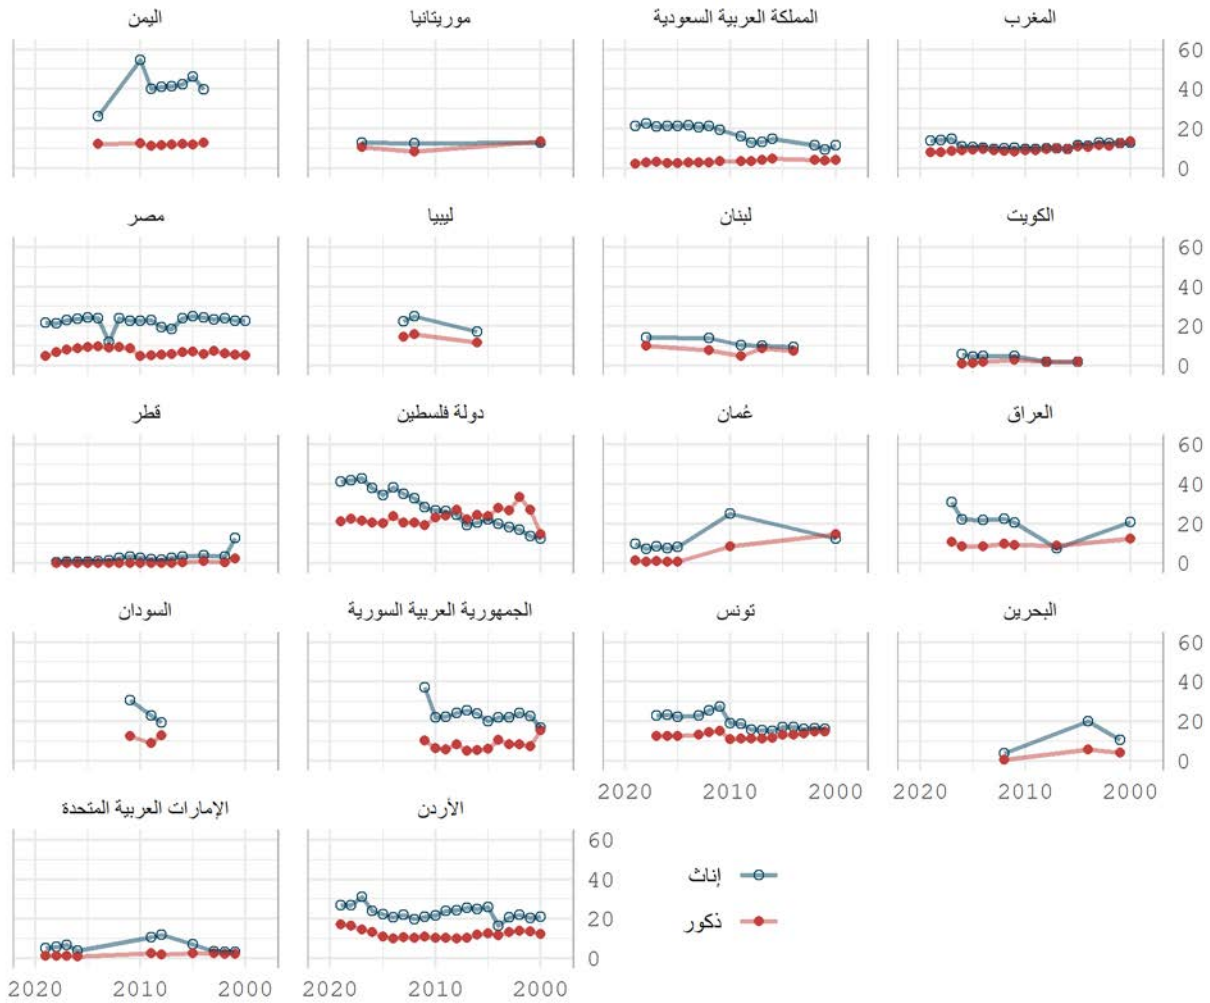 المغرب
المملكة العربية السعودية
موريتانيا
اليمن
60
40
20
0
الكويت
لبنان
ليبيا
مصر
60
40
20
0
العراق
عُمان
دولة فلسطين
قطر
60
40
20
0
البحرين
تونس
الجمهورية العربية السورية
السودان
60
40
20
0
2020 2010 2000 2020 2010 2000
الأردن
الإمارات العربية المتحدة
60
40
20
0
إناث
ذكور
2020 2010 2000 2020 2010 2000